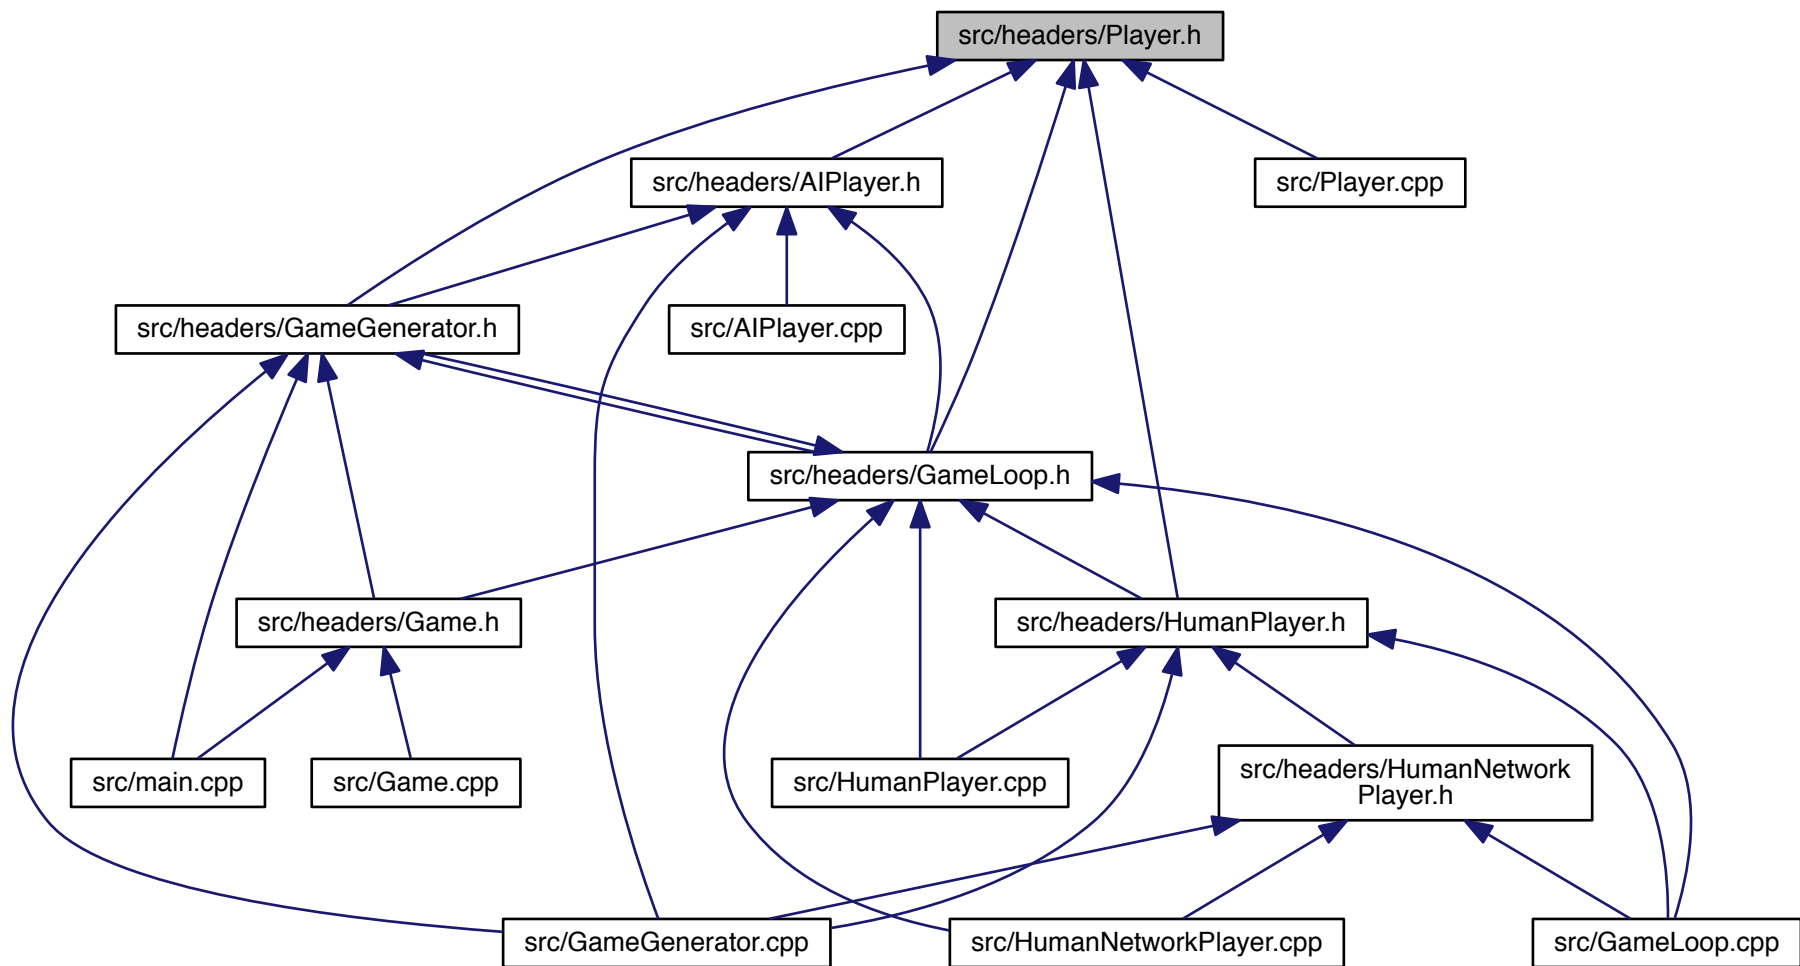 src/headers/Player.h
src/headers/AIPlayer.h
src/Player.cpp
src/headers/GameGenerator.h
src/AIPlayer.cpp
src/headers/GameLoop.h
src/headers/Game.h
src/headers/HumanPlayer.h
src/main.cpp
src/Game.cpp
src/HumanPlayer.cpp
src/headers/HumanNetwork
Player.h
src/GameGenerator.cpp
src/HumanNetworkPlayer.cpp
src/GameLoop.cpp